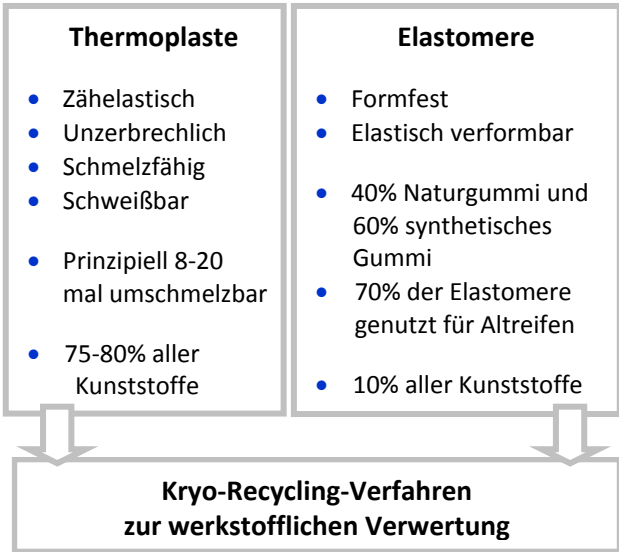 Thermoplaste
• Zähelastisch
• Unzerbrechlich
• Schmelzfähig
• Schweißbar
• Prinzipiell 8-20
mal umschmelzbar
• 75-80% aller
Kunststoffe
Elastomere
• Formfest
• Elastisch verformbar
• 40% Naturgummi und
60% synthetisches
Gummi
• 70% der Elastomere
genutzt für Altreifen
• 10% aller Kunststoffe
Kryo-Recycling-Verfahren
zur werkstofflichen Verwertung